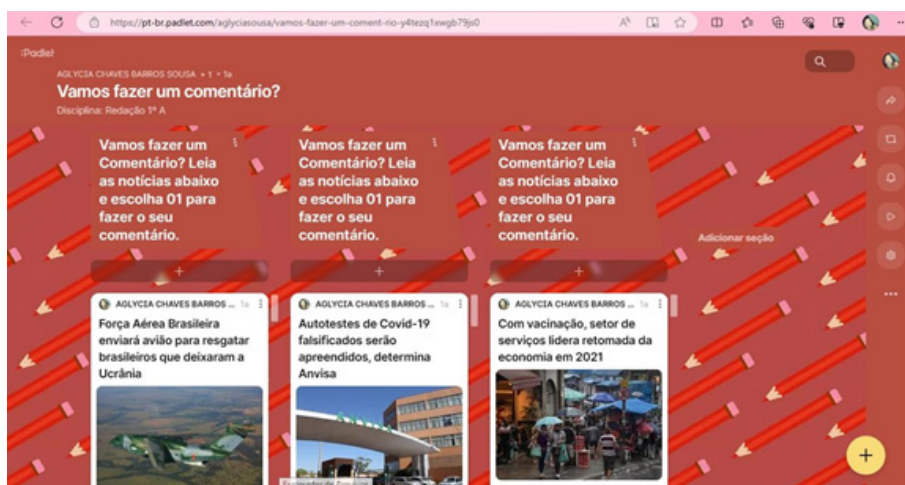 https://pt-br.padlet.com/aglyciasousa/vamos-fazer-um-coment-rio-y4tezq1xwgb79js0
:Padlet
AGLYCIA CHAVES BARROS SOUSA + 1 • 1a
Vamos fazer um comentário?
Disciplina: Redação 1º A
Vamos fazer um
Comentário? Leia
as notícias abaixo
e escolha 01 para
fazer o seu
comentário.
Vamos fazer um
Comentário? Leia
as notícias abaixo
e escolha 01 para
fazer o seu
comentário.
Vamos fazer um
Comentário? Leia
as notícias abaixo
e escolha 01 para
fazer o seu
comentário.
Adicionar seção
AGLYCIA CHAVES BARROS ... 1a
Força Aérea Brasileira
enviará avião para resgatar
brasileiros que deixaram a
Ucrânia
AGLYCIA CHAVES BARROS ... 1a
Autotestes de Covid-19
falsificados serão
apreendidos, determina
Anvisa
ANVISA
AGLYCIA CHAVES BARROS ... 1a
Com vacinação, setor de
serviços lidera retomada da
economia em 2021